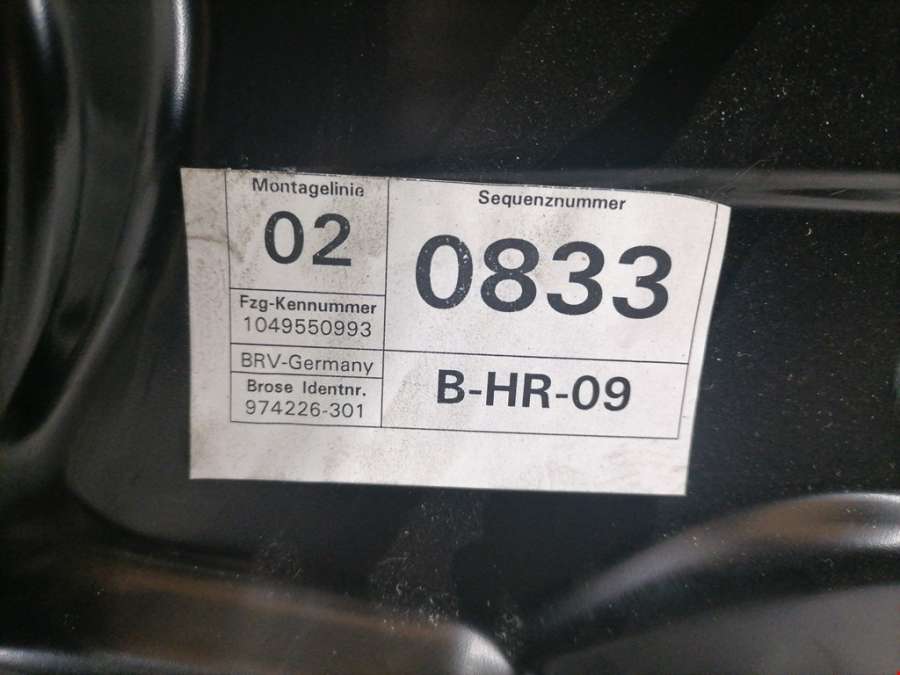 Montagelinie
02
Fzg-Kennummer
1049550993
BRV-Germany
Brose Identnr.
974226-301
Sequenznummer
0833
B-HR-09